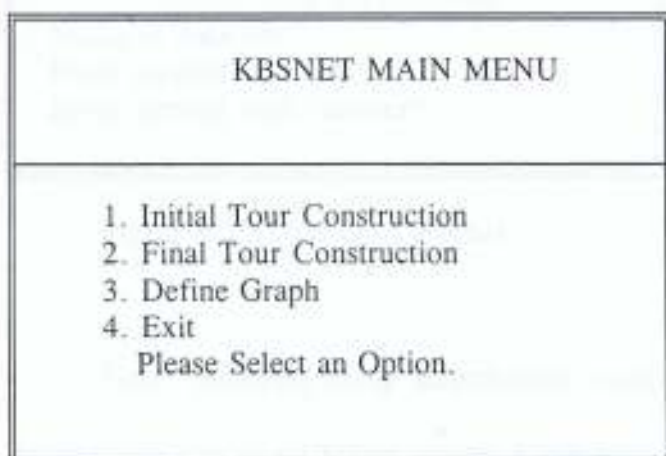 KBSNET MAIN MENU
1. Initial Tour Construction
2. Final Tour Construction
3. Define Graph
4. Exit
Please Select an Option.